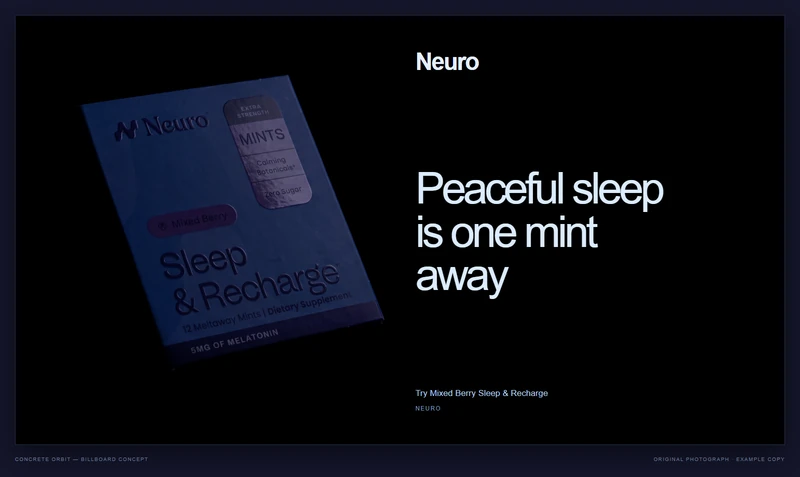 Neuro
EXTRA
STRENGTH
MINTS
Calming
Botanicals
Zero Sugar
Mixed Berry
Sleep
& Recharge
12 Meltaway Mints | Dietary Supplement
5MG OF MELATONIN
Neuro
Peaceful sleep
is one mint
away
Try Mixed Berry Sleep & Recharge
NEURO
CONCRETE ORBIT — BILLBOARD CONCEPT
ORIGINAL PHOTOGRAPH · EXAMPLE COPY